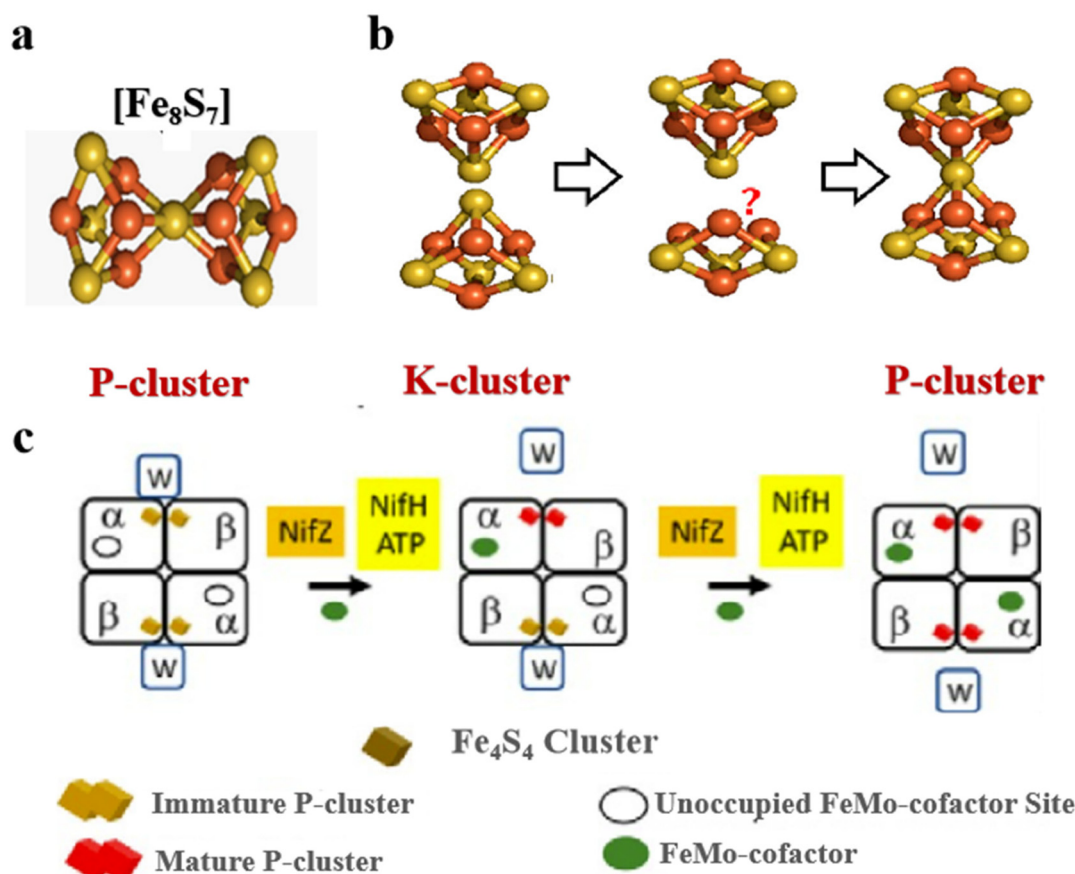 a
b
[Fe₈S₇]
?
P-cluster
K-cluster
P-cluster
c
W
W
W
α
β
NifZ
NifH
ATP
α
β
NifZ
NifH
ATP
α
β
β
α
β
α
β
α
W
W
W
Fe₄S₄ Cluster
Immature P-cluster
Unoccupied FeMo-cofactor Site
Mature P-cluster
FeMo-cofactor